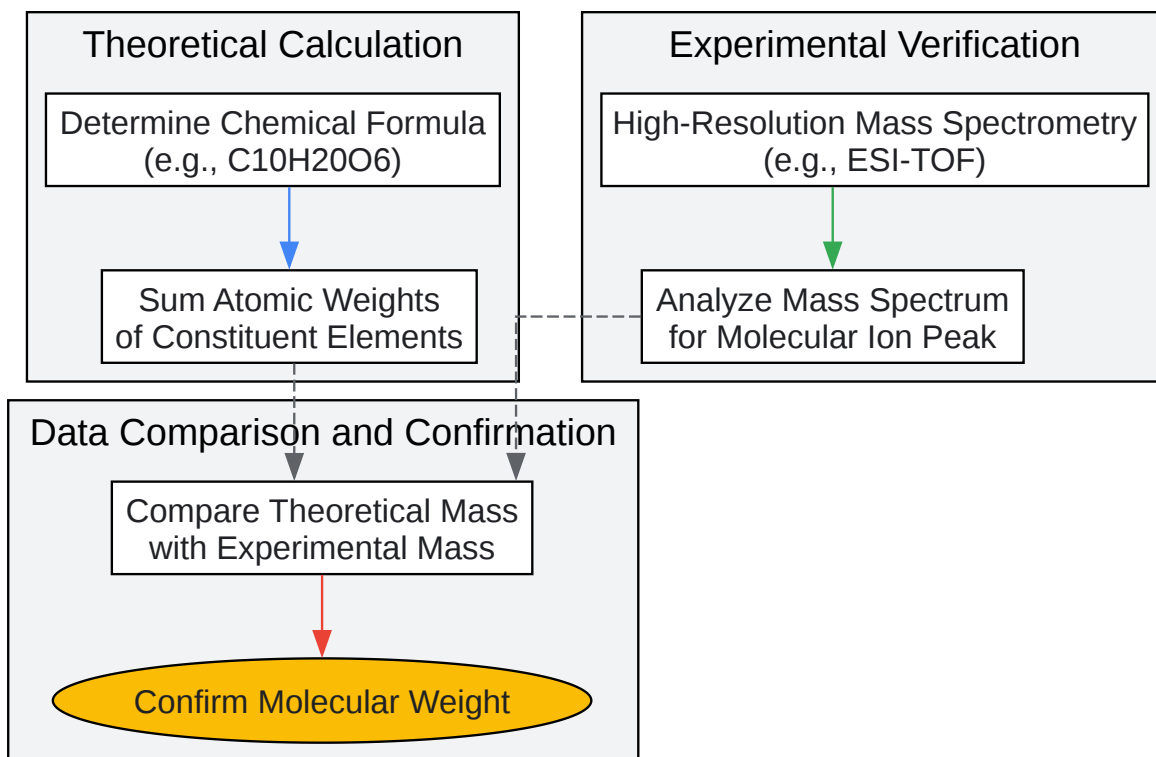 Theoretical Calculation
Determine Chemical Formula
(e.g., C10H20O6)
Sum Atomic Weights
of Constituent Elements
Experimental Verification
High-Resolution Mass Spectrometry
(e.g., ESI-TOF)
Analyze Mass Spectrum
for Molecular Ion Peak
Data Comparison and Confirmation
Compare Theoretical Mass
with Experimental Mass
Confirm Molecular Weight